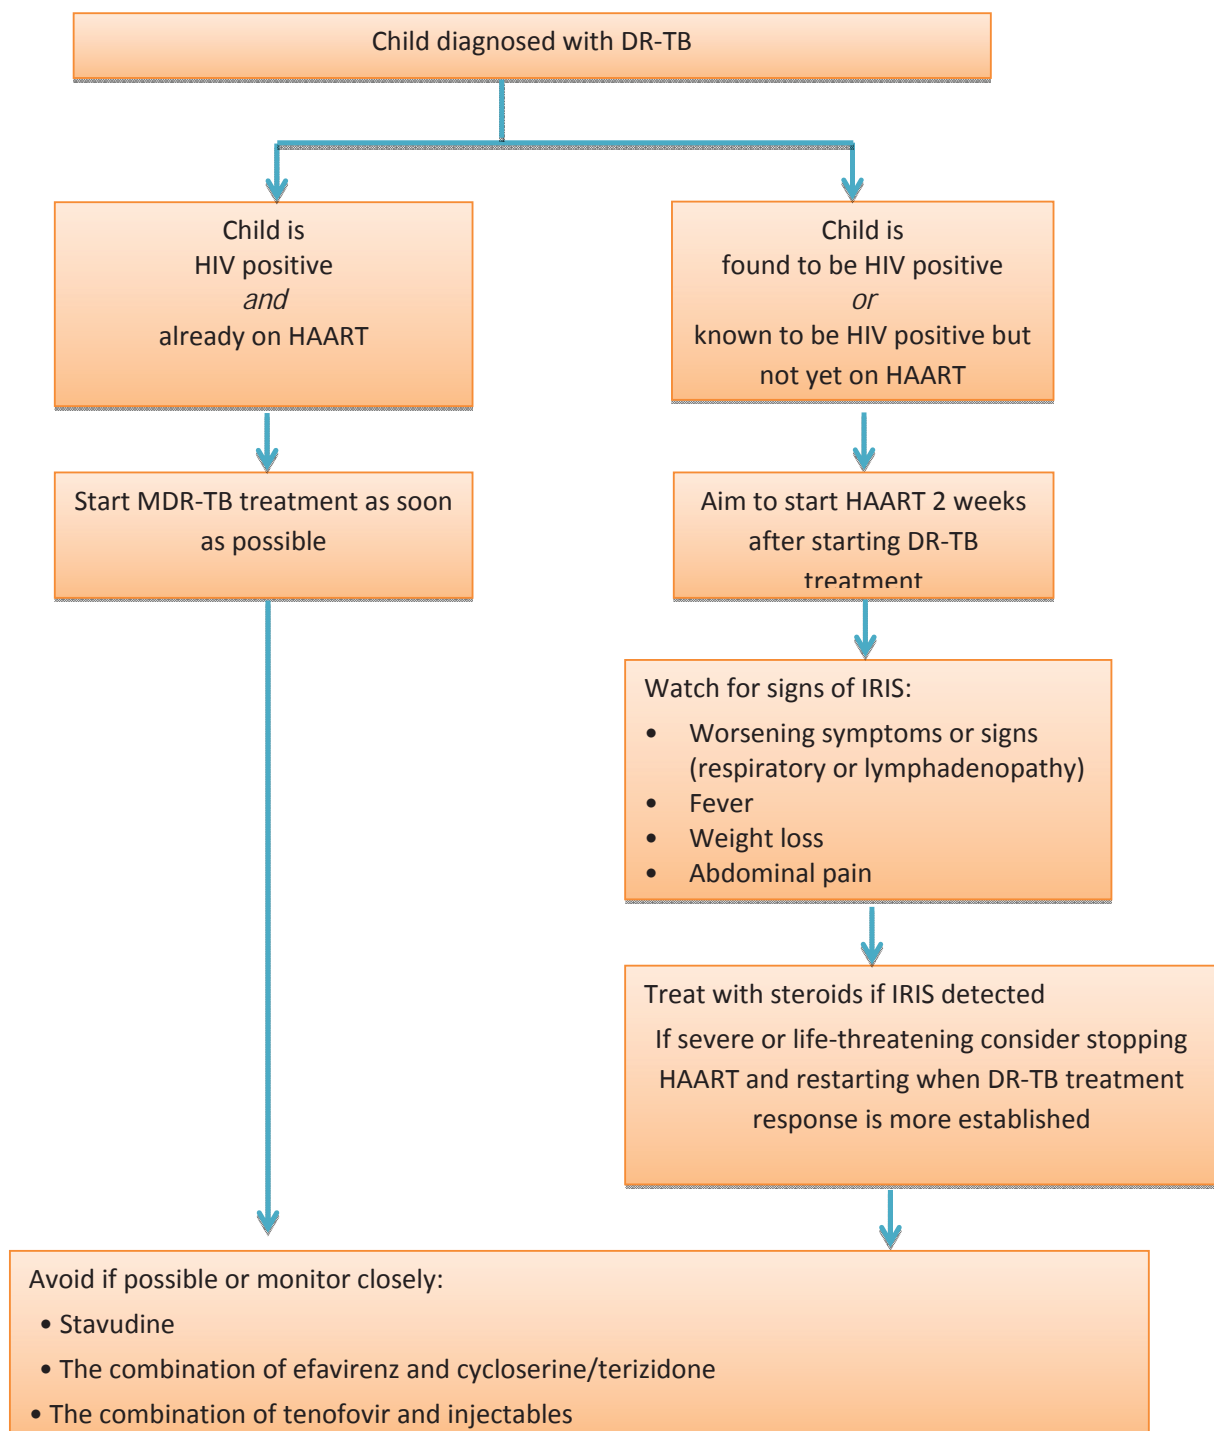 Child diagnosed with DR-TB
Child is
HIV positive
and
already on HAART
Child is
found to be HIV positive
or
known to be HIV positive but
not yet on HAART
Start MDR-TB treatment as soon
as possible
Aim to start HAART 2 weeks
after starting DR-TB
treatment
Watch for signs of IRIS:
• Worsening symptoms or signs
(respiratory or lymphadenopathy)
• Fever
• Weight loss
• Abdominal pain
Treat with steroids if IRIS detected
If severe or life-threatening consider stopping
HAART and restarting when DR-TB treatment
response is more established
Avoid if possible or monitor closely:
• Stavudine
• The combination of efavirenz and cycloserine/terizidone
• The combination of tenofovir and injectables